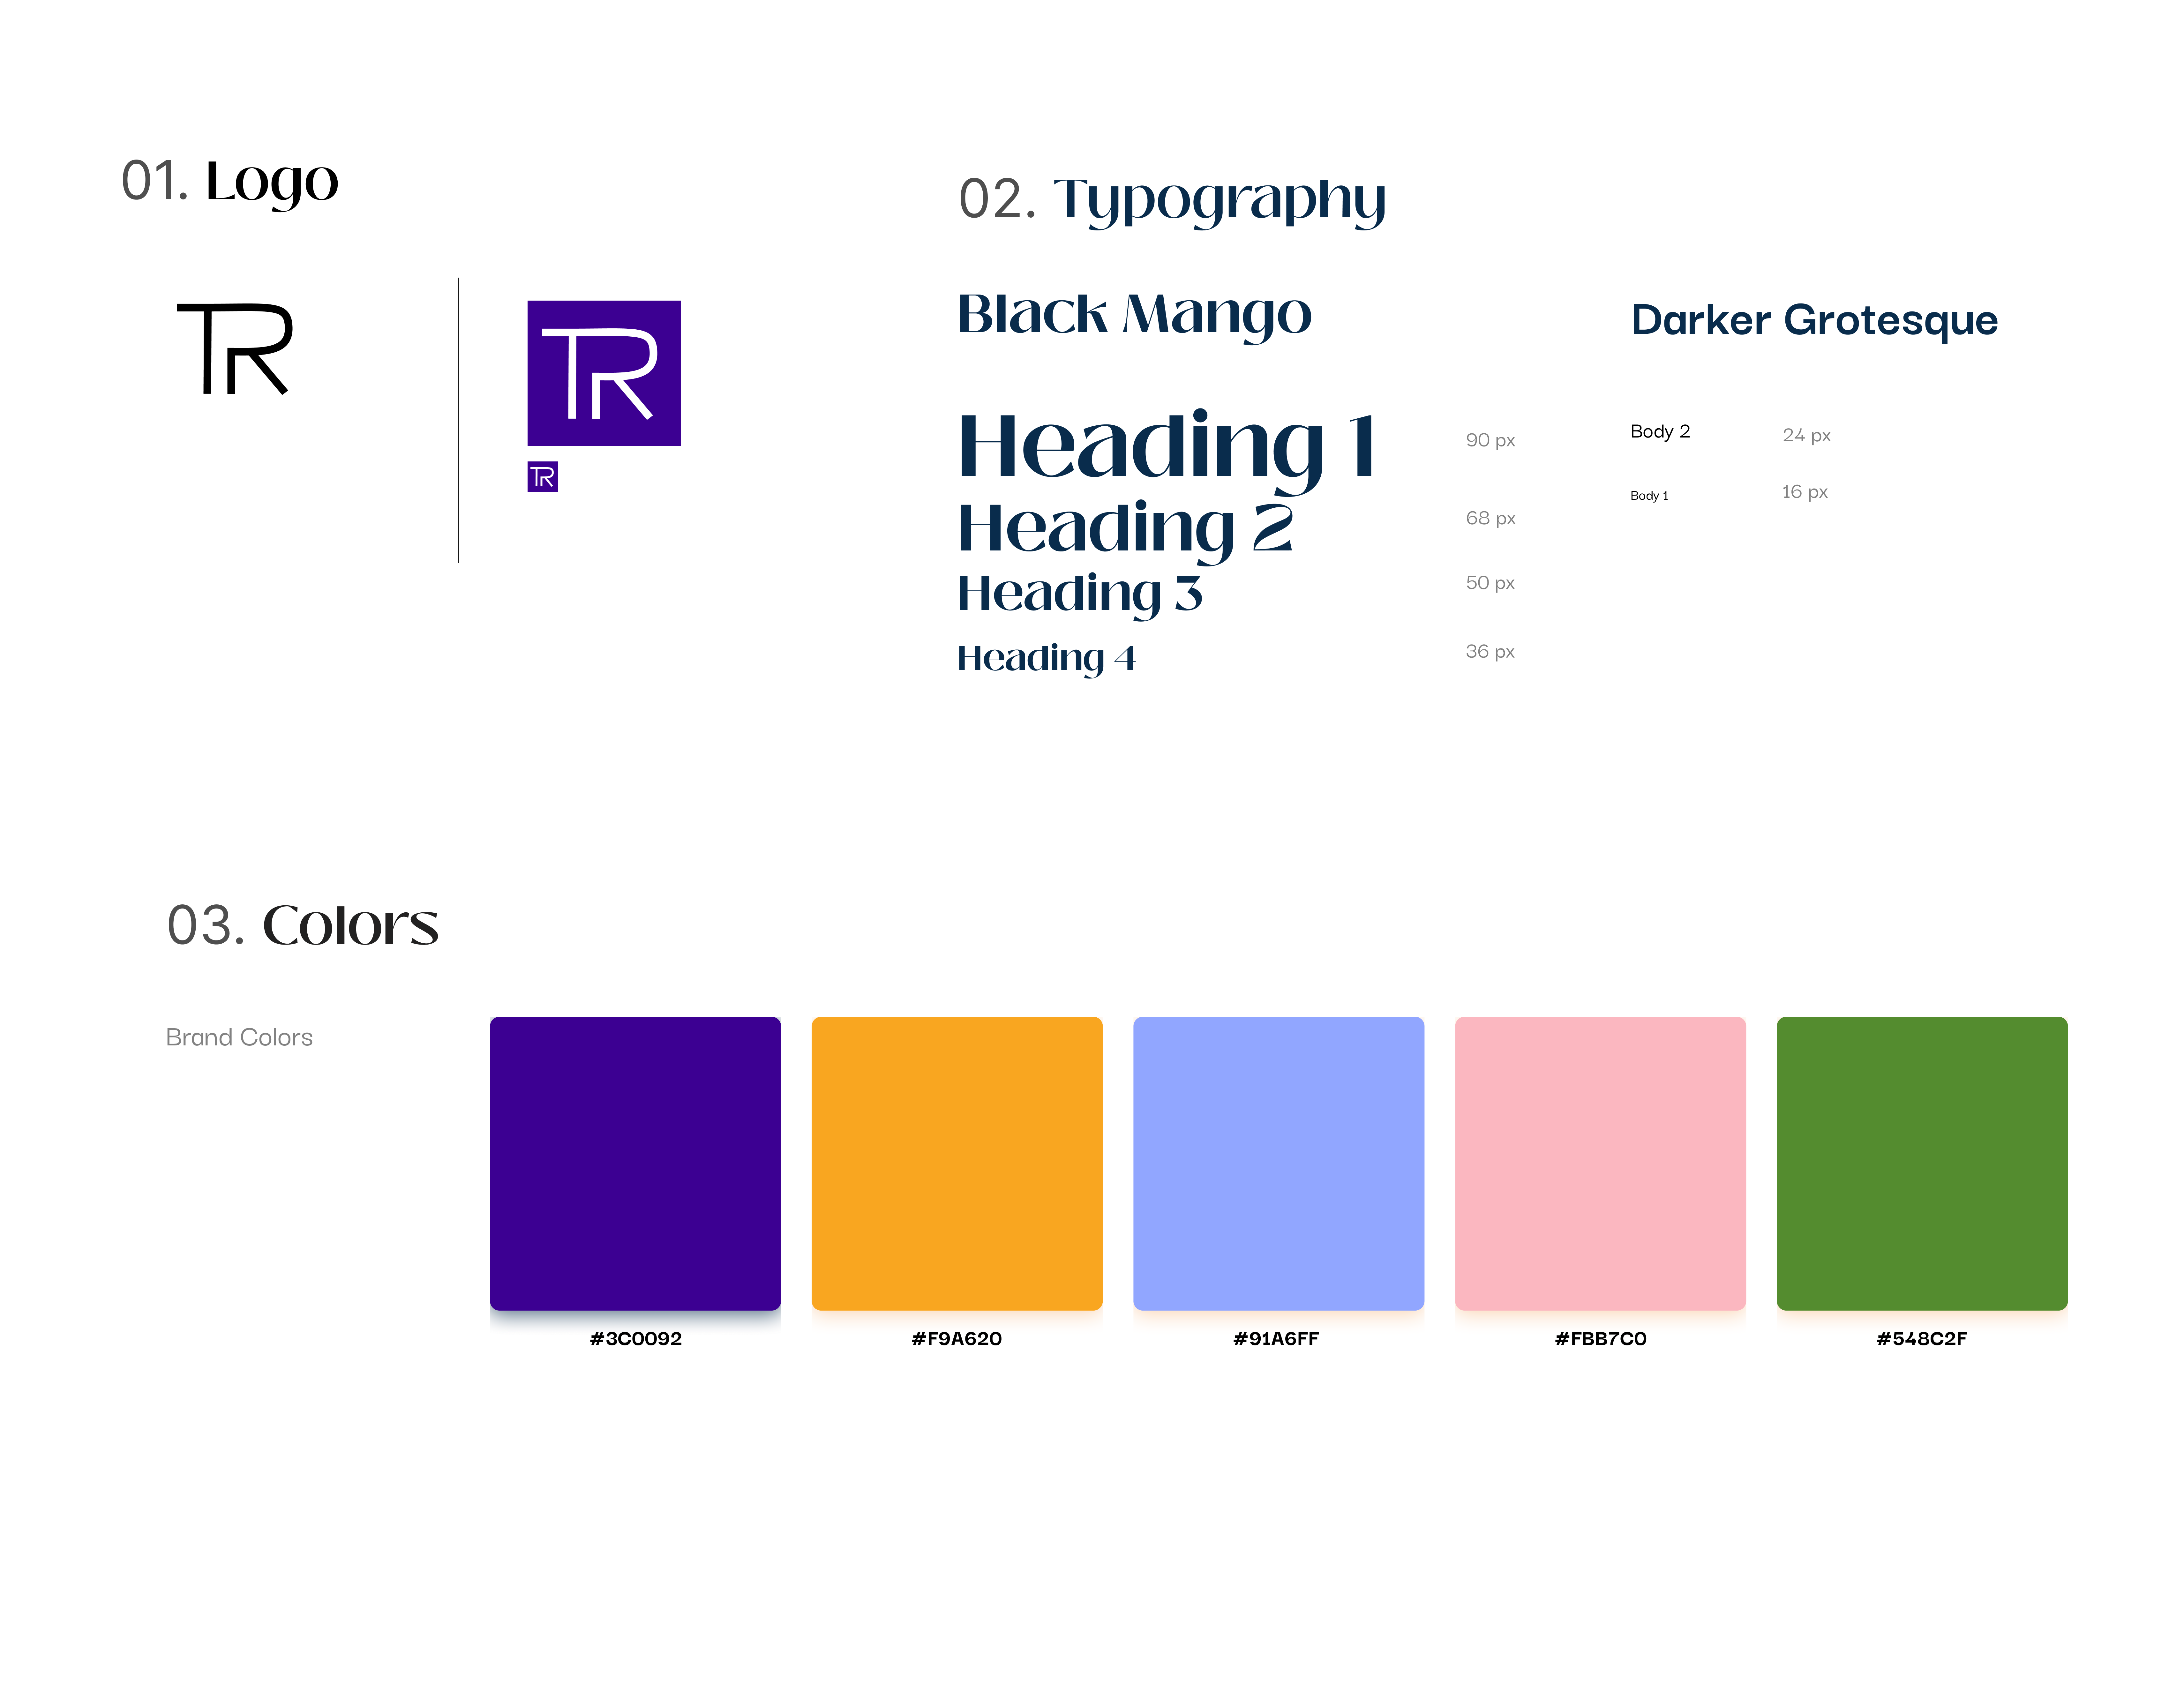 01. Logo
TR
TR
TR
02. Typography
Black Mango
Heading 1
90 px
Heading 2
68 px
Heading 3
50 px
Heading 4
36 px
Darker Grotesque
Body 2
24 px
Body 1
16 px
03. Colors
Brand Colors
#3C0092
#F9A620
#91A6FF
#FBB7C0
#548C2F